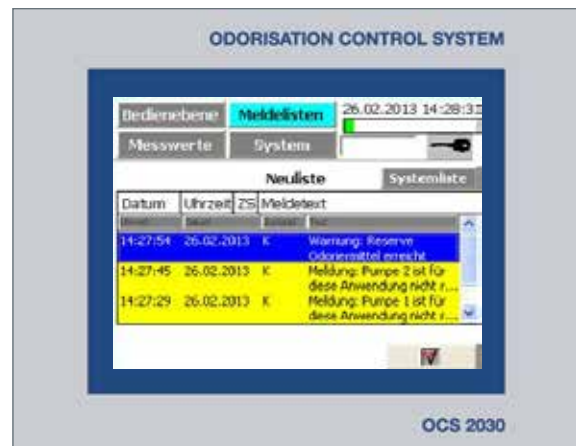 ODORISATION CONTROL SYSTEM
Bedienebene Meldelisten 26.02.2013 14:28:3
Messwerte System
Neuliste Systemliste
Datum Uhrzeit ZS Meldetext
14:27:54 26.02.2013 K Warnung: Reserve
Odoriermittel erreicht
14:27:45 26.02.2013 K Meldung: Pumpe 2 ist für
diese Anwendung nicht r...
14:27:29 26.02.2013 K Meldung: Pumpe 1 ist für
diese Anwendung nicht r...
OCS 2030